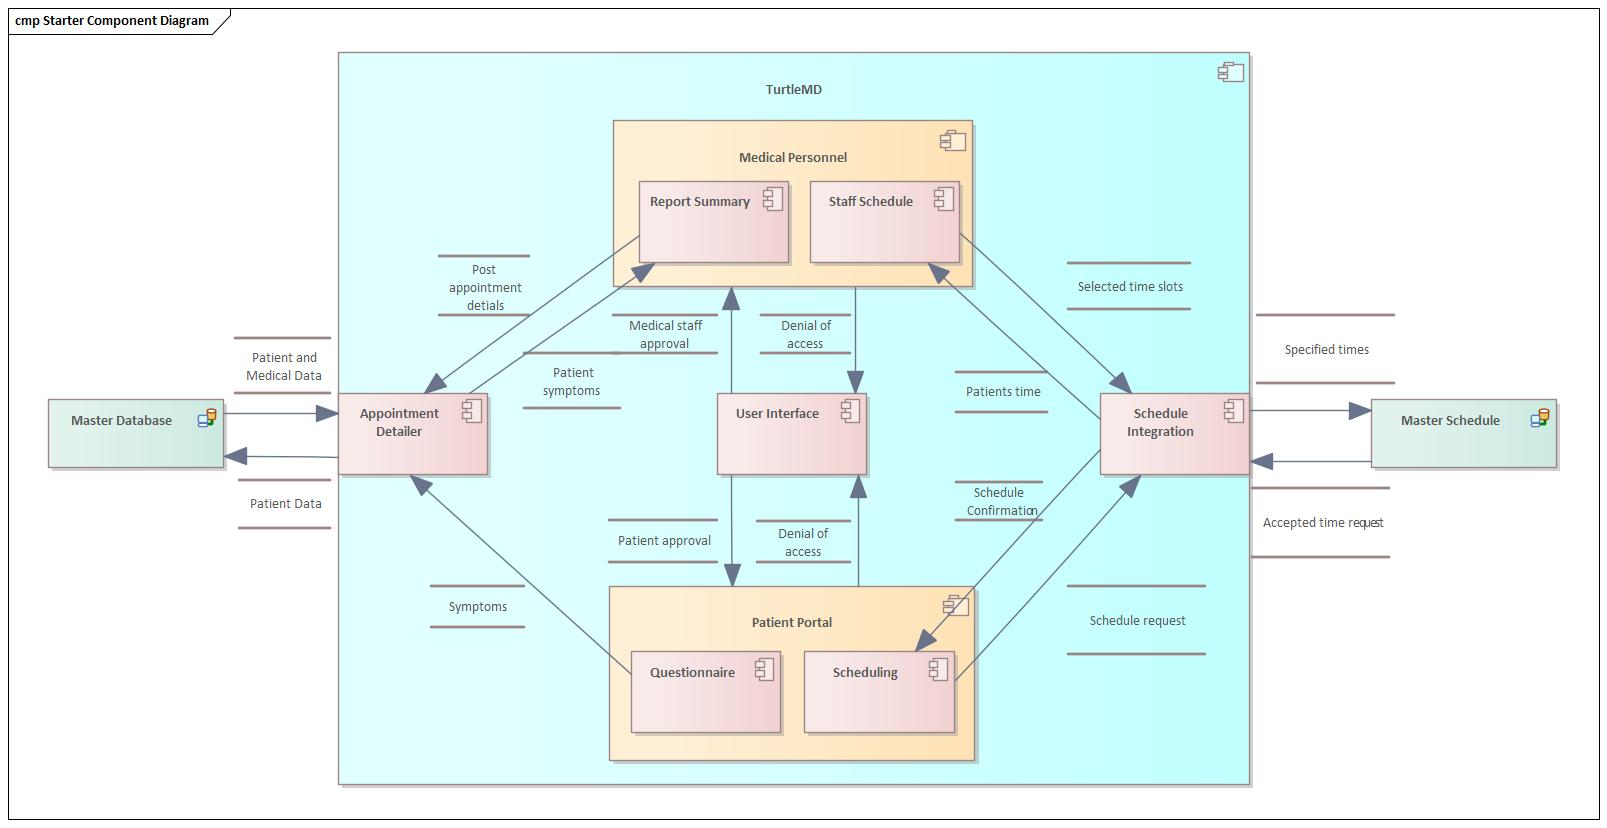 cmp Starter Component Diagram
TurtleMD
Medical Personnel
Report Summary
Staff Schedule
Post
appointment
detials
Selected time slots
Medical staff
approval
Denial of
access
Patient and
Medical Data
Patient
symptoms
Patients time
Specified times
Master Database
Appointment
Detailer
User Interface
Schedule
Integration
Master Schedule
Patient Data
Schedule
Confirmation
Accepted time request
Patient approval
Denial of
access
Symptoms
Schedule request
Patient Portal
Questionnaire
Scheduling